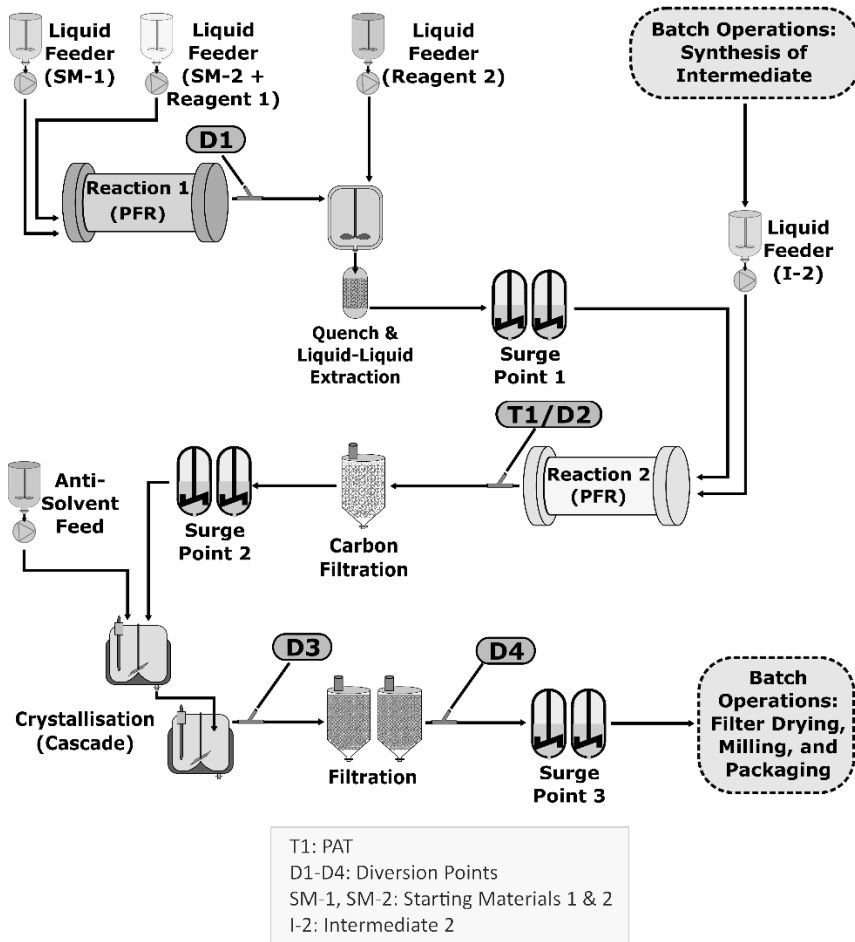 Liquid
Feeder
(SM-1)
Liquid
Feeder
(SM-2 +
Reagent 1)
Liquid
Feeder
(Reagent 2)
Batch Operations:
Synthesis of
Intermediate
D1
Reaction 1
(PFR)
Liquid
Feeder
(I-2)
Quench &
Liquid-Liquid
Extraction
Surge
Point 1
T1/D2
Reaction 2
(PFR)
Anti-
Solvent
Feed
Surge
Point 2
Carbon
Filtration
D3
D4
Crystallisation
(Cascade)
Filtration
Surge
Point 3
Batch
Operations:
Filter Drying,
Milling, and
Packaging
T1: PAT
D1-D4: Diversion Points
SM-1, SM-2: Starting Materials 1 & 2
I-2: Intermediate 2